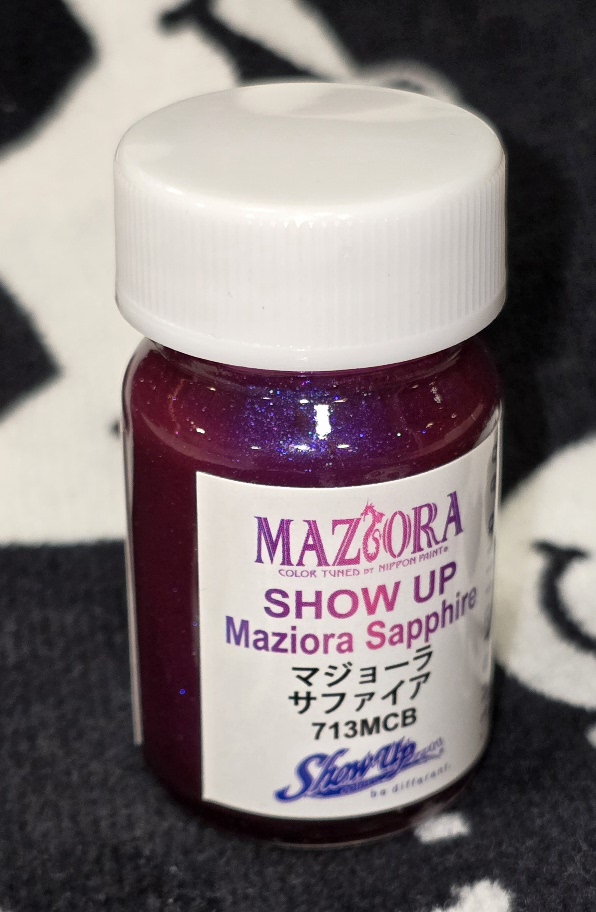 MAZIORA
COLOR TUNED BY NIPPON PAINT®
SHOW UP
Maziora Sapphire
マジョーラ
サファイア
713MCB
Show Up
be different.